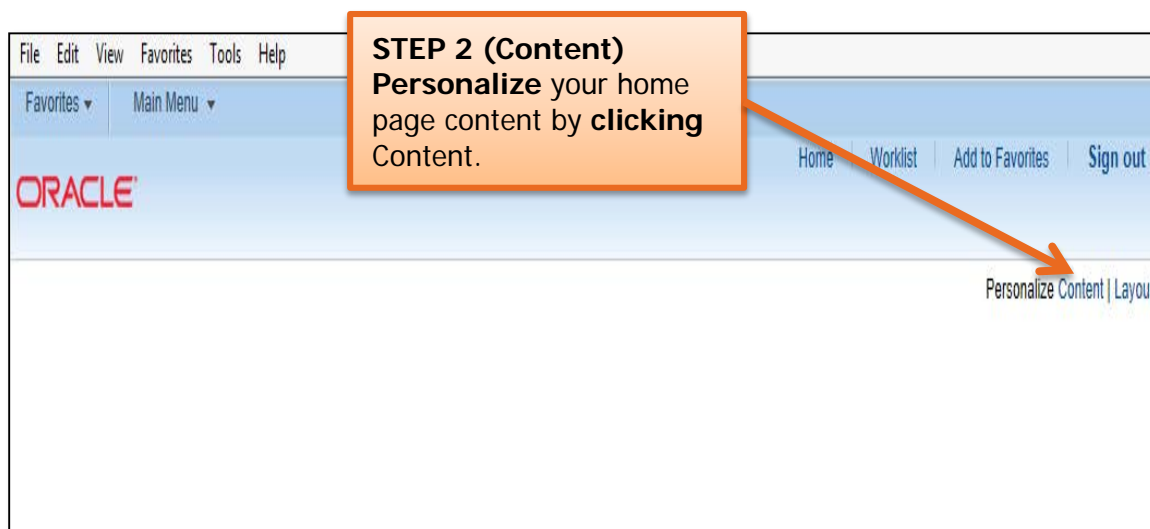 File Edit View Favorites Tools Help
Favorites Main Menu
STEP 2 (Content)
Personalize your home
page content by clicking
Content.
ORACLE
Home Worklist Add to Favorites Sign out
Personalize Content | Layou